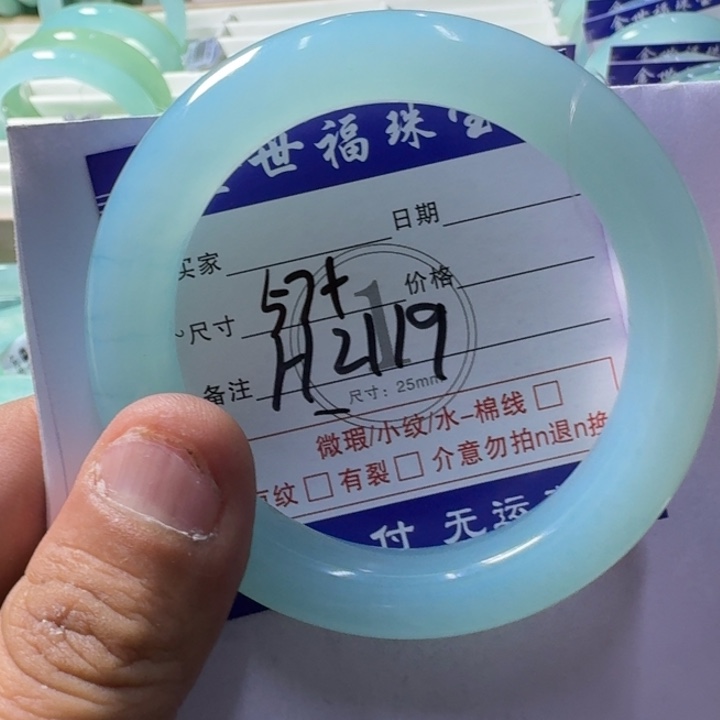 世福珠宝
日期
买家
57+ 价格
尺寸
H_2119
备注
1
尺寸：25mm
微瑕/小纹/水-棉线 □
纹 □ 有裂 □ 介意勿拍n退n换
付 无运